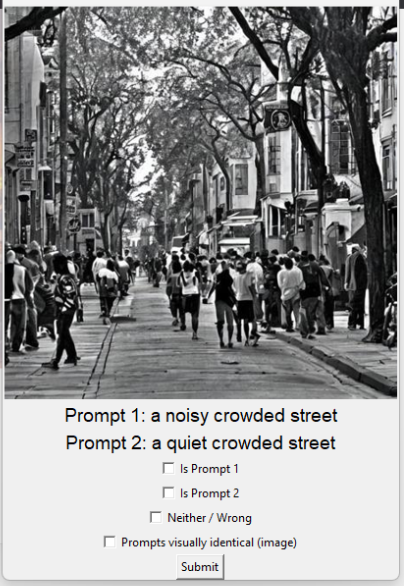 Prompt 1: a noisy crowded street
Prompt 2: a quiet crowded street
Is Prompt 1
Is Prompt 2
Neither / Wrong
Prompts visually identical (image)
Submit